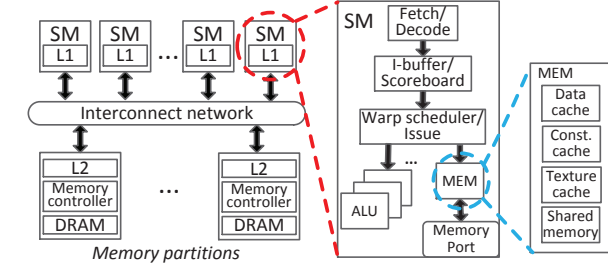 SM
L1
SM
L1
...
SM
L1
SM
L1
Interconnect network
L2
Memory
controller
DRAM
...
L2
Memory
controller
DRAM
Memory partitions
SM
Fetch/
Decode
I-buffer/
Scoreboard
Warp scheduler/
Issue
...
ALU
MEM
Memory
Port
MEM
Data
cache
Const.
cache
Texture
cache
Shared
memory